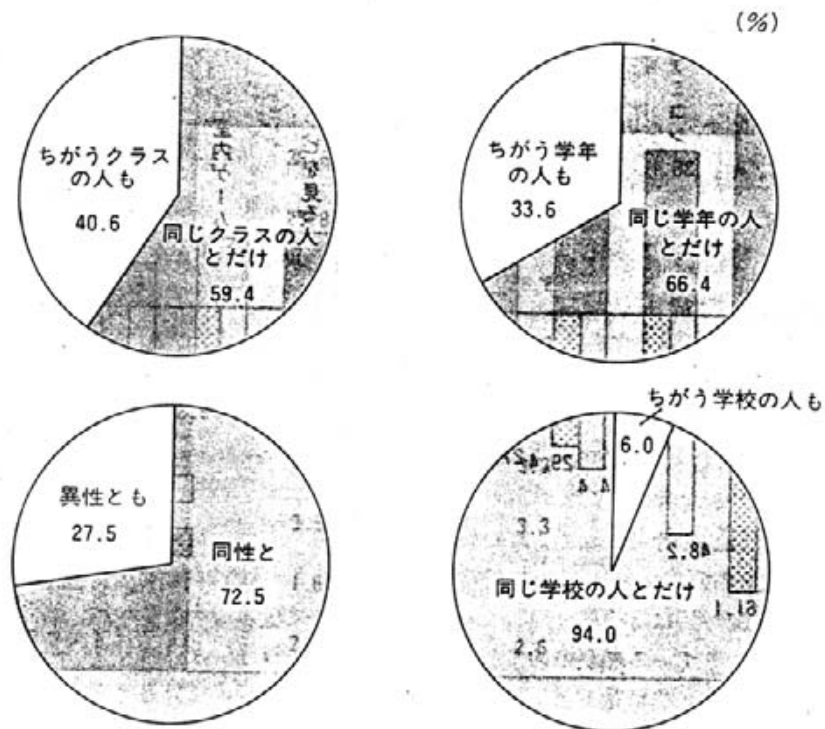 (%)
ちがうクラス
の人も
40.6
同じクラスの人
とだけ
59.4
ちがう学年
の人も
33.6
同じ学年の人
とだけ
66.4
異性とも
27.5
同性と
72.5
ちがう学校の人も
6.0
同じ学校の人とだけ
94.0